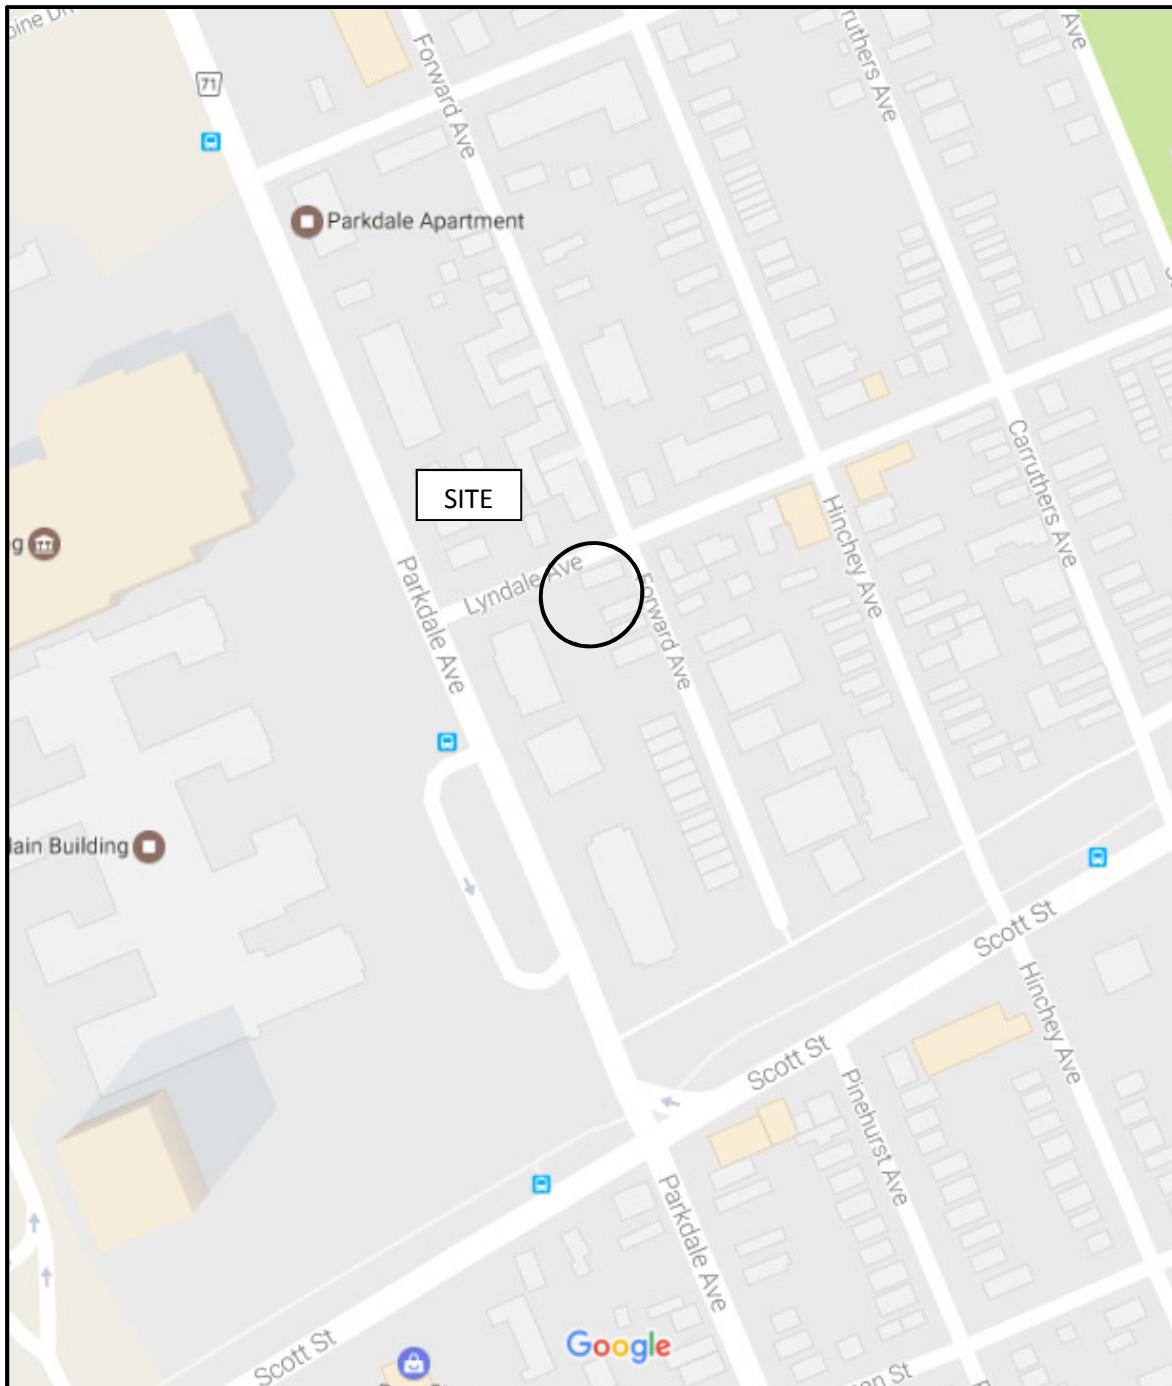 Forward Ave
Ave
71
Parkdale Apartment
SITE
Carruthers Ave
Hinchey Ave
Parkdale Ave
Lyndale Ave
Forward Ave
Scott St
Hinchey Ave
Scott St
Pinehurst Ave
Parkdale Ave
Scott St
Google